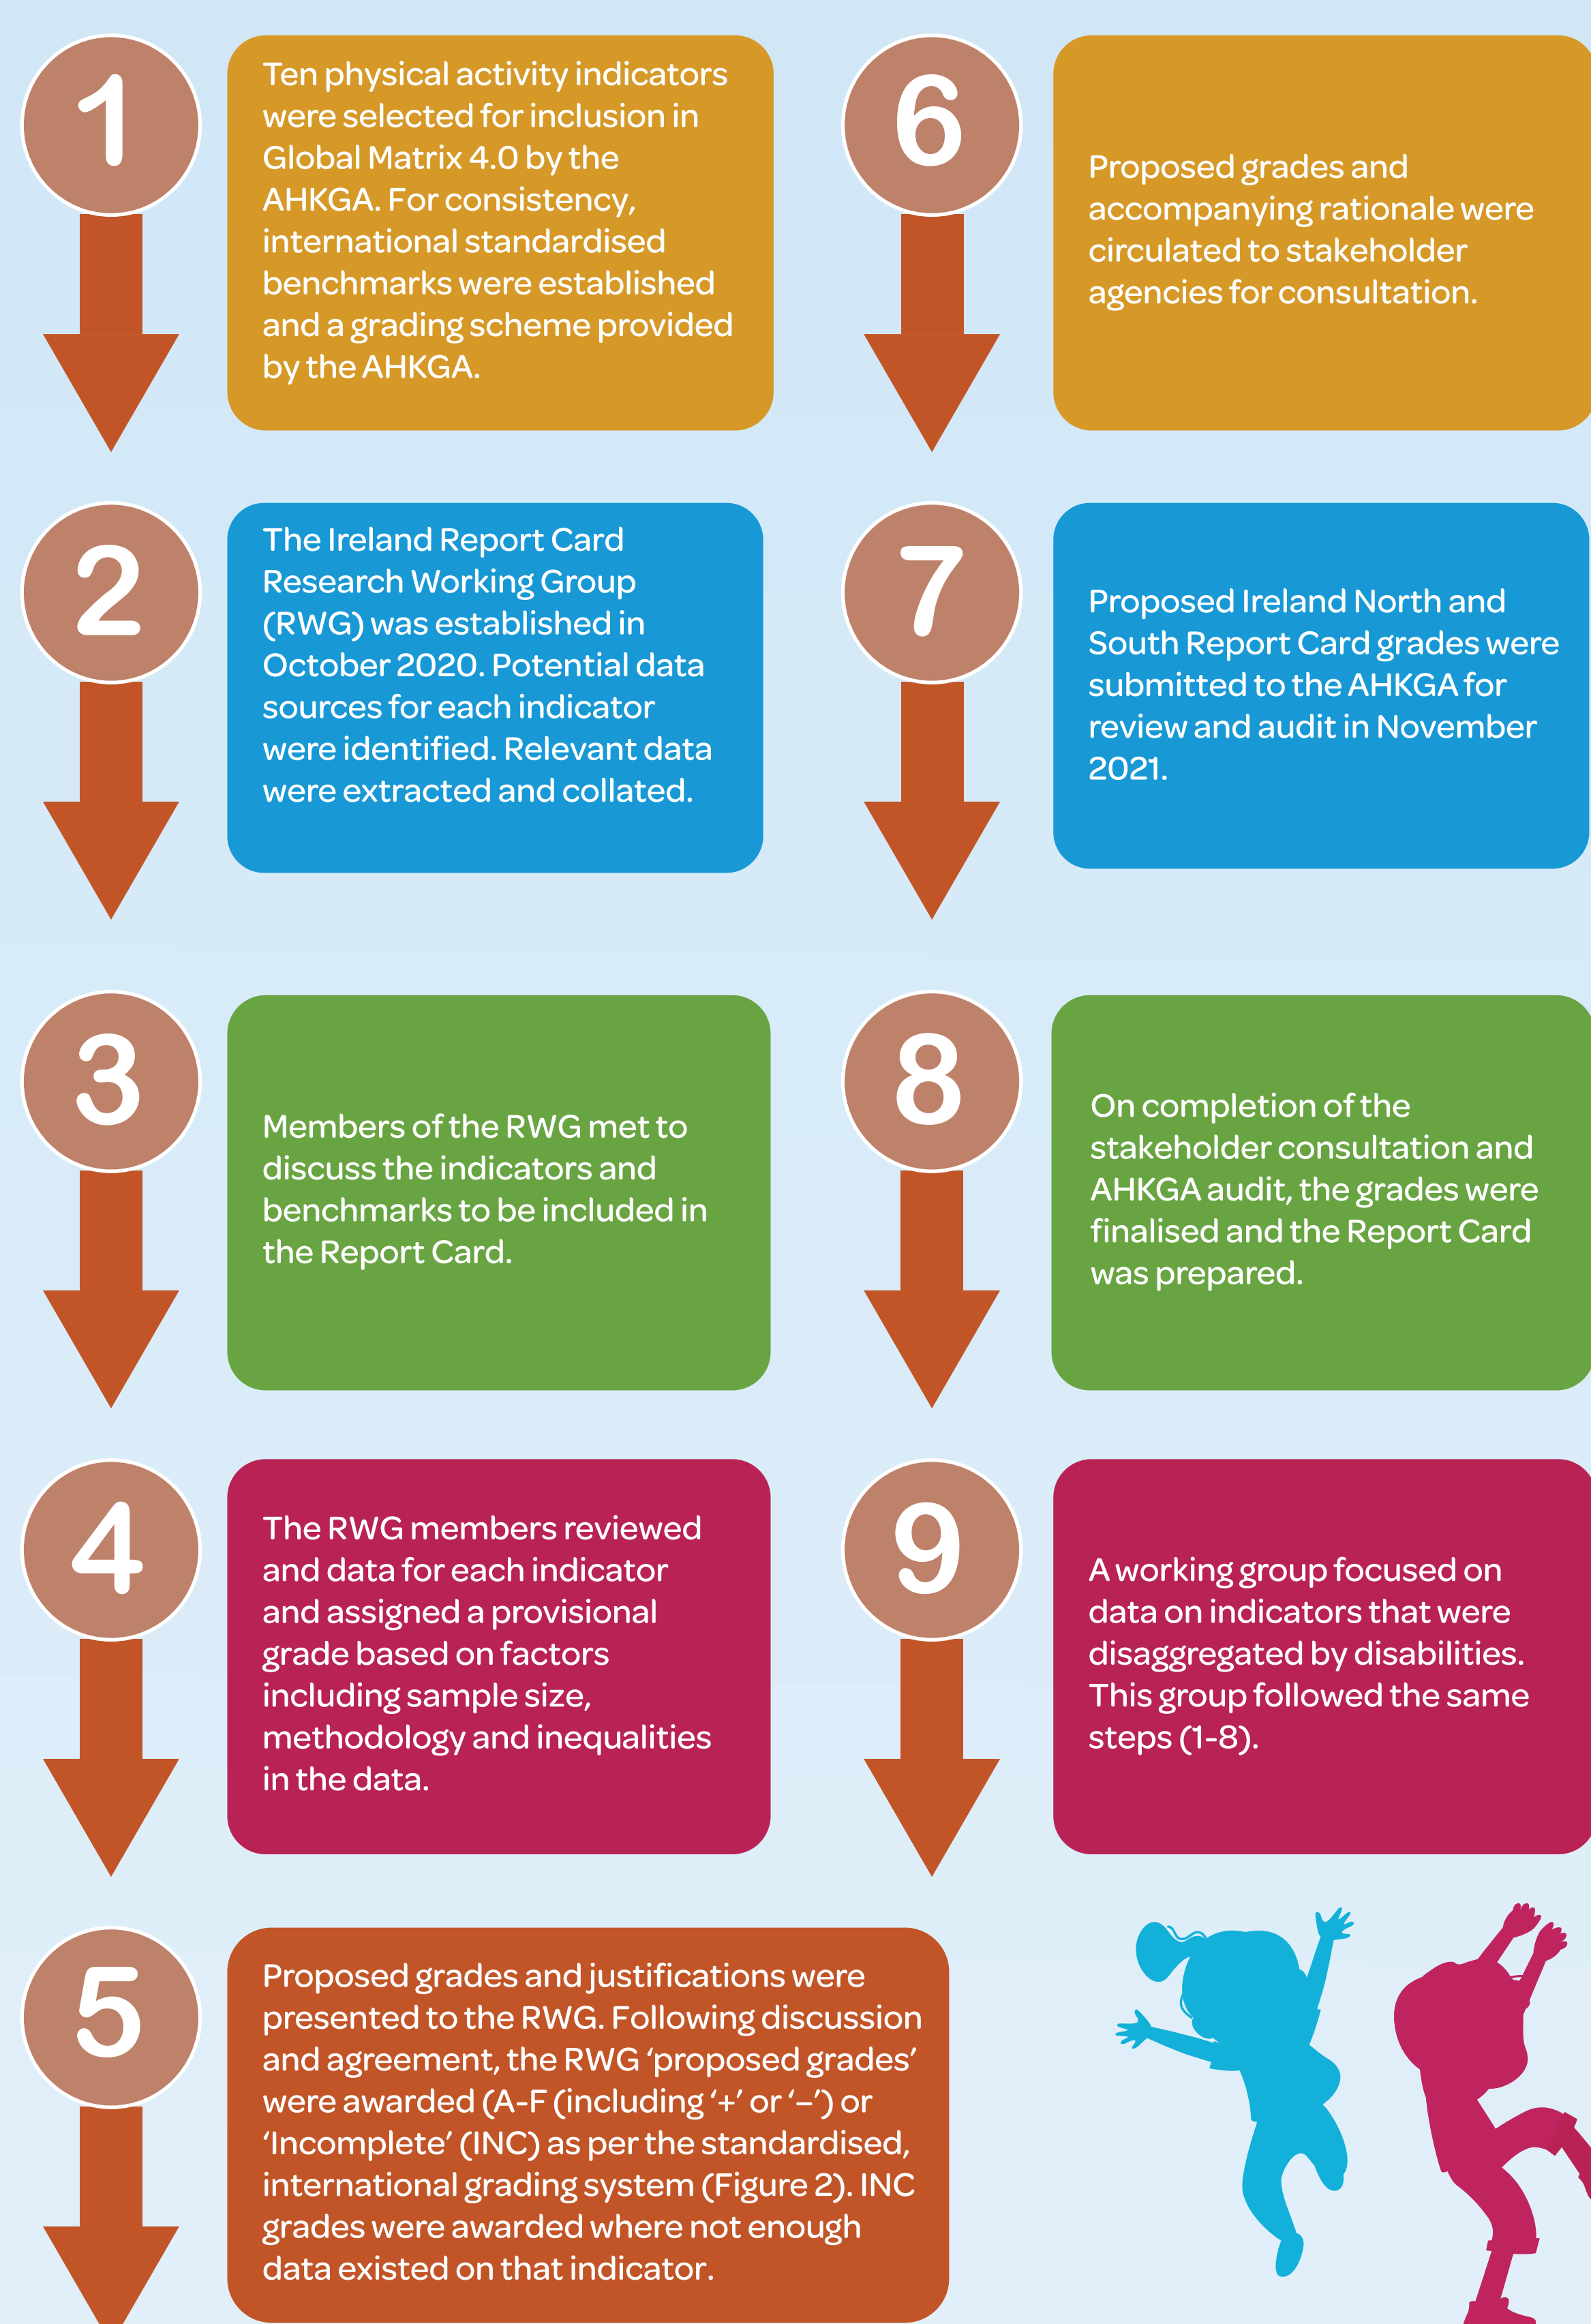 1
Ten physical activity indicators
were selected for inclusion in
Global Matrix 4.0 by the
AHKGA. For consistency,
international standardised
benchmarks were established
and a grading scheme provided
by the AHKGA.
2
The Ireland Report Card
Research Working Group
(RWG) was established in
October 2020. Potential data
sources for each indicator
were identified. Relevant data
were extracted and collated.
3
Members of the RWG met to
discuss the indicators and
benchmarks to be included in
the Report Card.
4
The RWG members reviewed
and data for each indicator
and assigned a provisional
grade based on factors
including sample size,
methodology and inequalities
in the data.
5
Proposed grades and justifications were
presented to the RWG. Following discussion
and agreement, the RWG ‘proposed grades’
were awarded (A-F (including ‘+’ or ‘–’) or
‘Incomplete’ (INC) as per the standardised,
international grading system (Figure 2). INC
grades were awarded where not enough
data existed on that indicator.
6
Proposed grades and
accompanying rationale were
circulated to stakeholder
agencies for consultation.
7
Proposed Ireland North and
South Report Card grades were
submitted to the AHKGA for
review and audit in November
2021.
8
On completion of the
stakeholder consultation and
AHKGA audit, the grades were
finalised and the Report Card
was prepared.
9
A working group focused on
data on indicators that were
disaggregated by disabilities.
This group followed the same
steps (1-8).